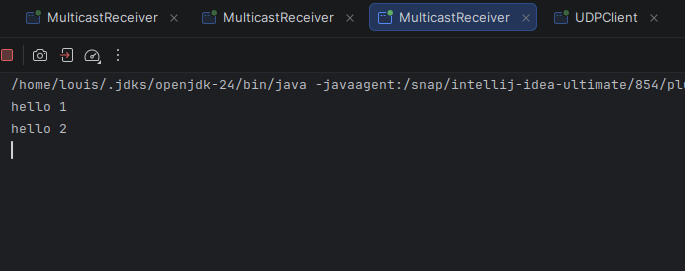 MulticastReceiver MulticastReceiver MulticastReceiver UDPClient
/home/louis/.jdks/openjdk-24/bin/java -javaagent:/snap/intellij-idea-ultimate/854/plu
hello 1
hello 2